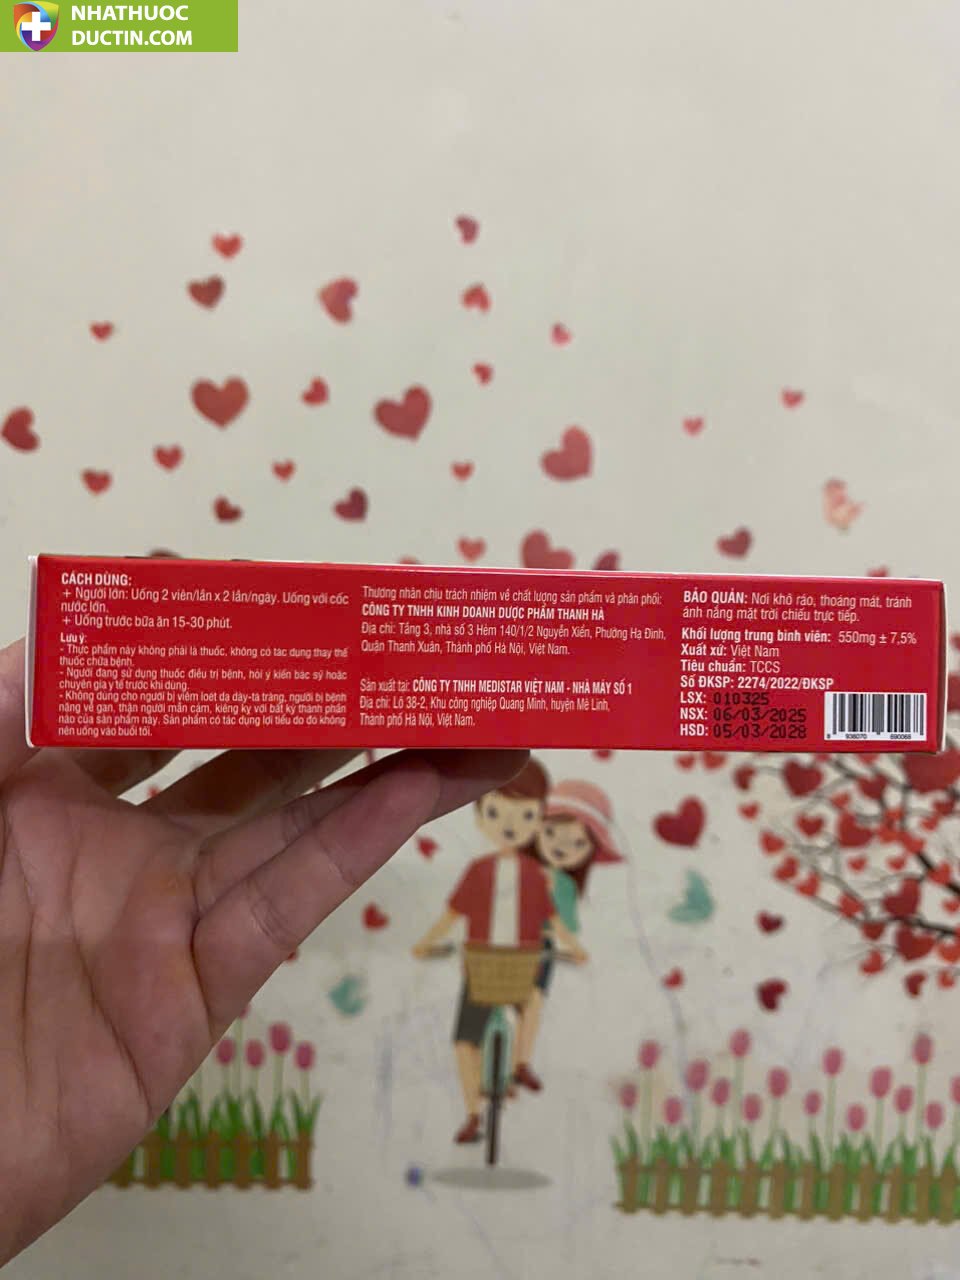 NHATHUOC
DUCTIN.COM
CÁCH DÙNG:
+ Người lớn: Uống 2 viên/lần x 2 lần/ngày. Uống với cốc
nước lớn.
+ Uống trước bữa ăn 15-30 phút.
Lưu ý:
- Thực phẩm này không phải là thuốc, không có tác dụng thay thế
thuốc chữa bệnh.
- Người đang sử dụng thuốc điều trị bệnh, hỏi ý kiến bác sỹ hoặc
chuyên gia y tế trước khi dùng.
- Không dùng cho người bị viêm loét dạ dày-tá tràng, người bị bệnh
nặng về gan, thận người mẫn cảm, kiêng kỵ với bất kỳ thành phần
nào của sản phẩm này. Sản phẩm có tác dụng lợi tiểu do đó không
nên uống vào buổi tối.
Thương nhân chịu trách nhiệm về chất lượng sản phẩm và phân phối:
CÔNG TY TNHH KINH DOANH DƯỢC PHẨM THANH HÀ
Địa chỉ: Tầng 3, nhà số 3 Hẻm 140/1/2 Nguyễn Xiển, Phường Hạ Đình,
Quận Thanh Xuân, Thành phố Hà Nội, Việt Nam.
Sản xuất tại: CÔNG TY TNHH MEDISTAR VIỆT NAM - NHÀ MÁY SỐ 1
Địa chỉ: Lô 38-2, Khu công nghiệp Quang Minh, huyện Mê Linh,
Thành phố Hà Nội, Việt Nam.
BẢO QUẢN: Nơi khô ráo, thoáng mát, tránh
ánh nắng mặt trời chiếu trực tiếp.
Khối lượng trung bình viên: 550mg ± 7,5%
Xuất xứ: Việt Nam
Tiêu chuẩn: TCCS
Số ĐKSP: 2274/2022/ĐKSP
LSX: 010325
NSX: 06/03/2025
HSD: 05/03/2028
8 936070 690066